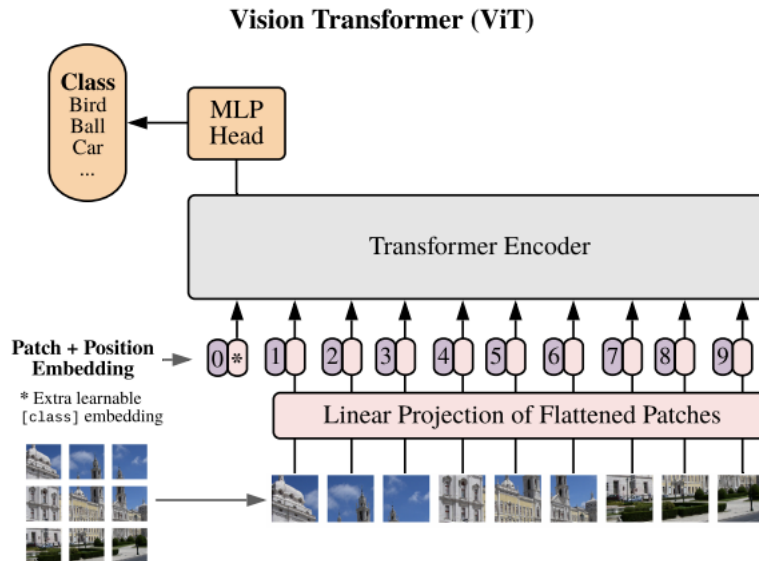 Vision Transformer (ViT)
Class
Bird
Ball
Car
...
MLP
Head
Transformer Encoder
Patch + Position
Embedding
0 * 1 2 3 4 5 6 7 8 9
* Extra learnable
[class] embedding
Linear Projection of Flattened Patches